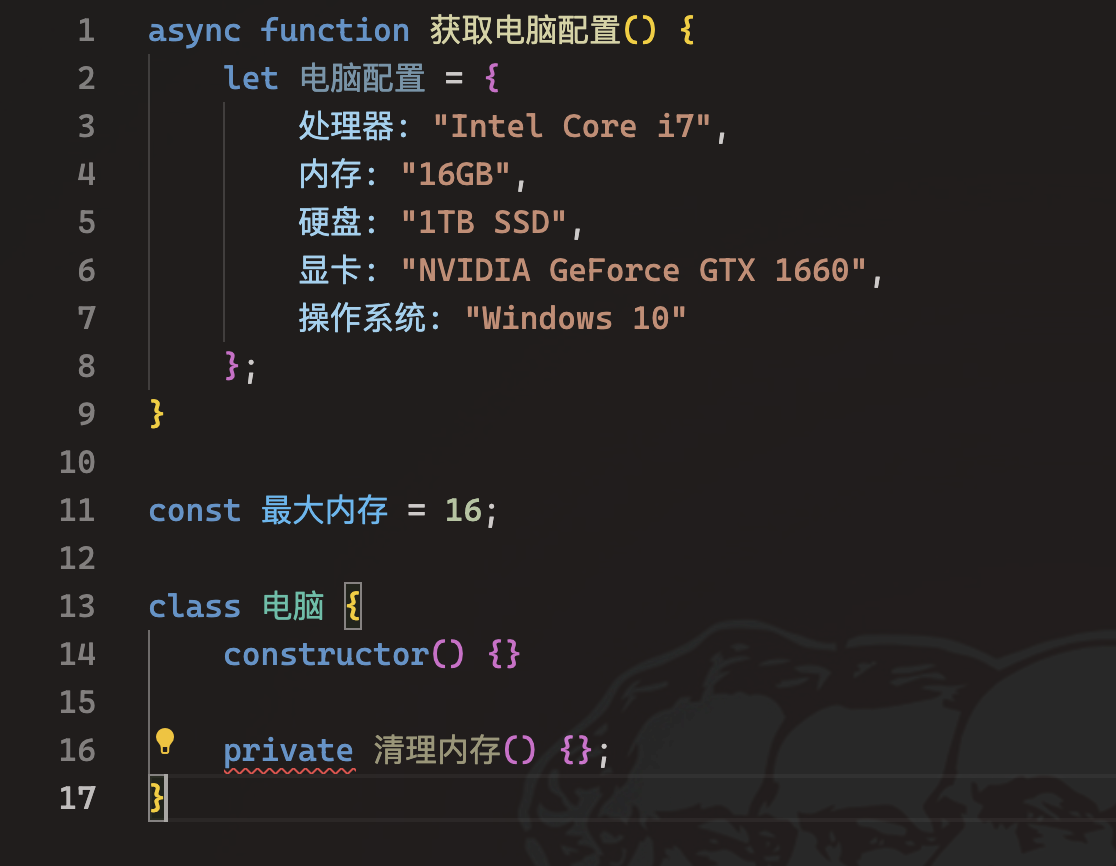 1 async function 获取电脑配置() {
2 let 电脑配置 = {
3 处理器: "Intel Core i7",
4 内存: "16GB",
5 硬盘: "1TB SSD",
6 显卡: "NVIDIA GeForce GTX 1660",
7 操作系统: "Windows 10"
8 };
9 }
10
11 const 最大内存 = 16;
12
13 class 电脑 {
14 constructor() {}
15
16 private 清理内存() {};
17 }